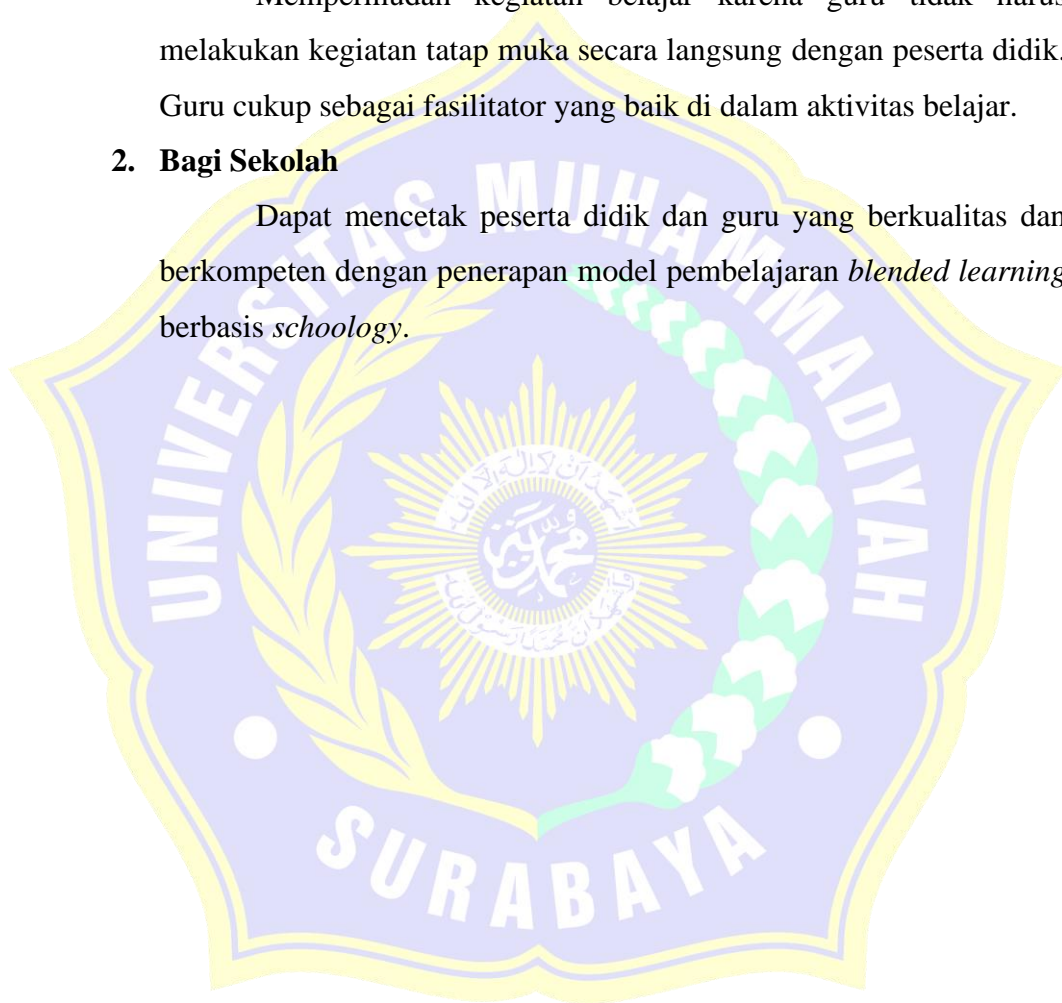 Mempermudah kegiatan belajar karena guru tidak harus
melakukan kegiatan tatap muka secara langsung dengan peserta didik.
Guru cukup sebagai fasilitator yang baik di dalam aktivitas belajar.
2. Bagi Sekolah
Dapat mencetak peserta didik dan guru yang berkualitas dan
berkompeten dengan penerapan model pembelajaran blended learning
berbasis schoology.
UNIVERSITAS MUHAMMADIYAH
SURABAYA